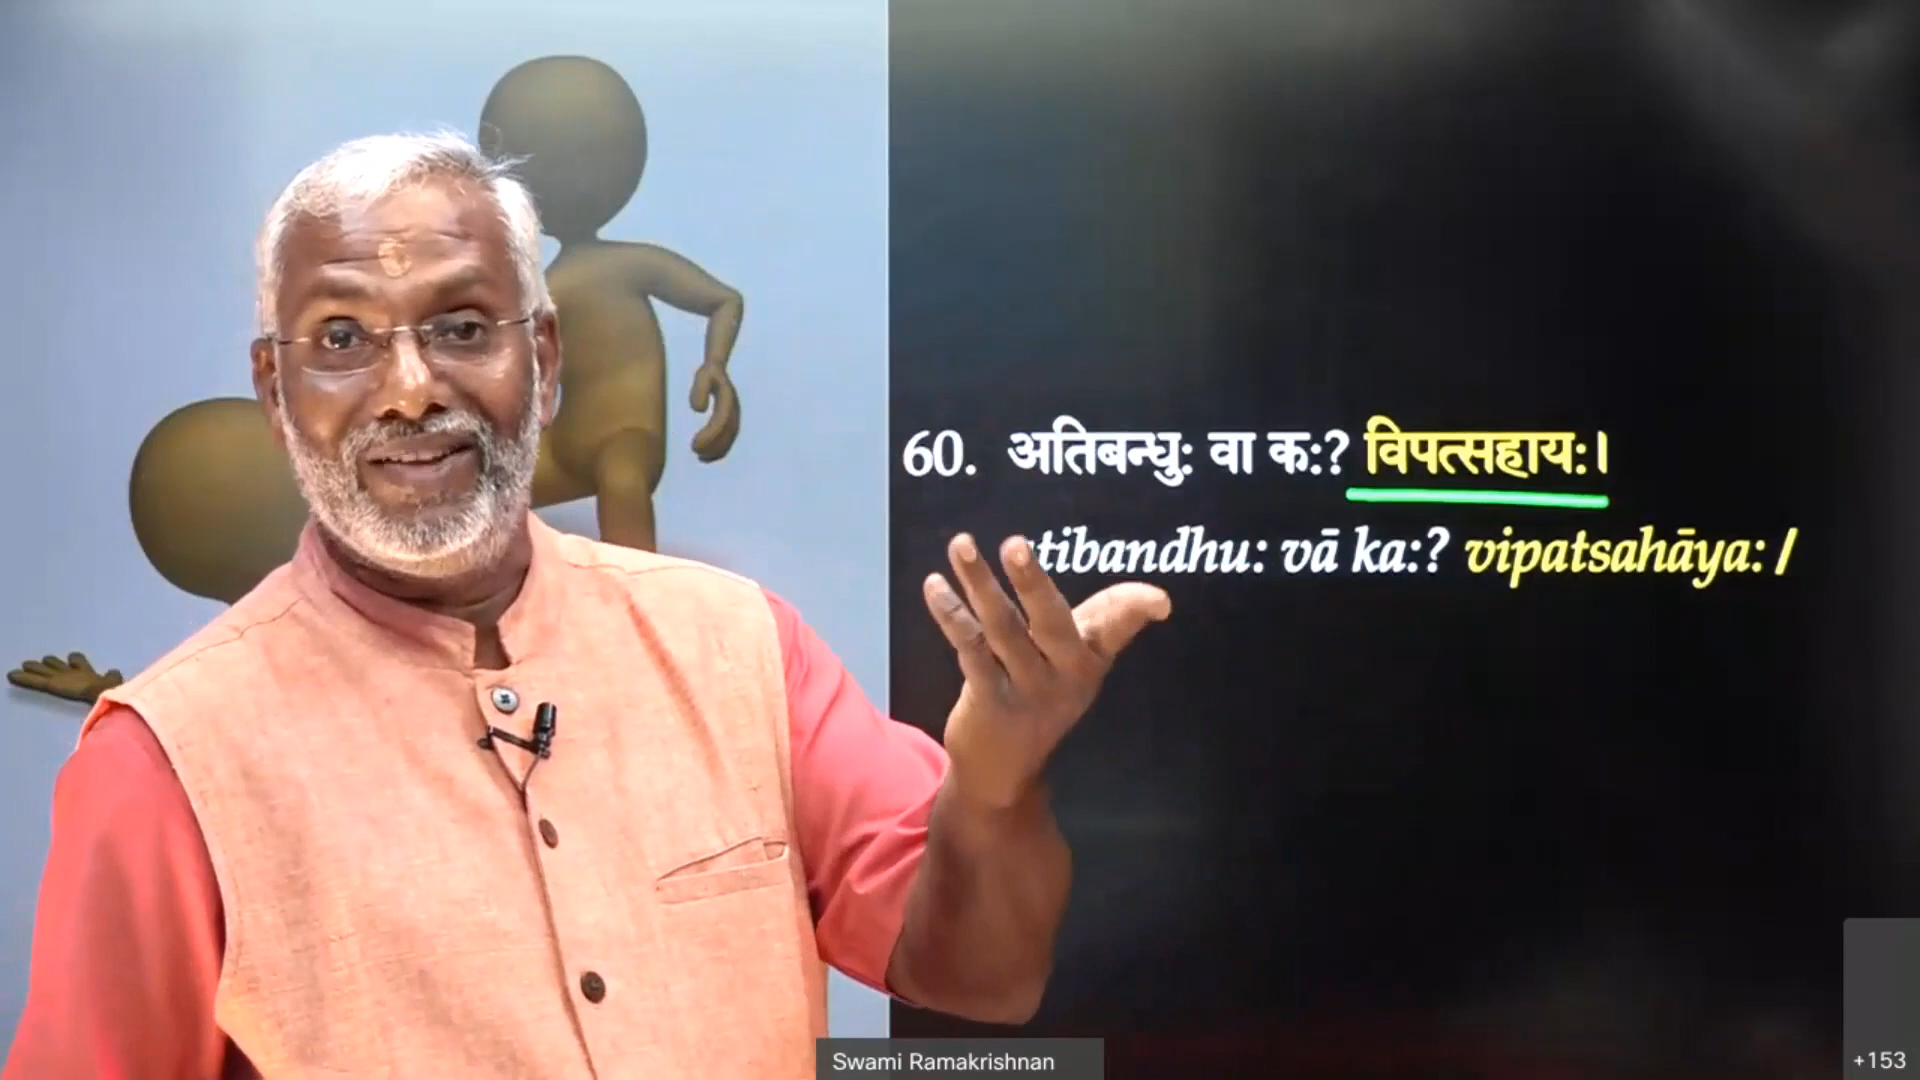 60. अतिबन्धु: वा क:? विपत्सहाय:।
tibandhu: vā ka:? vipatsahāya: /
Swami Ramakrishnan
+153